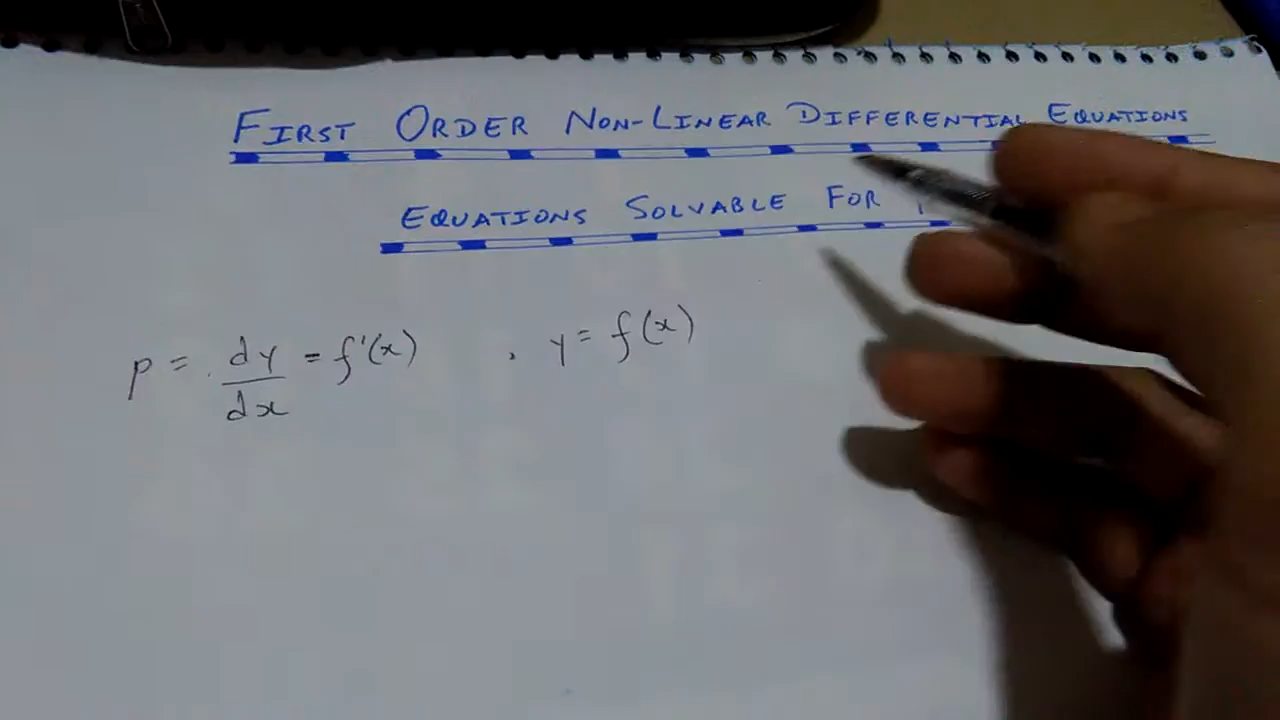 FIRST ORDER NON-LINEAR DIFFERENTIAL EQUATIONS
EQUATIONS SOLVABLE FOR
p = dy/dx = f'(x) , y = f(x)